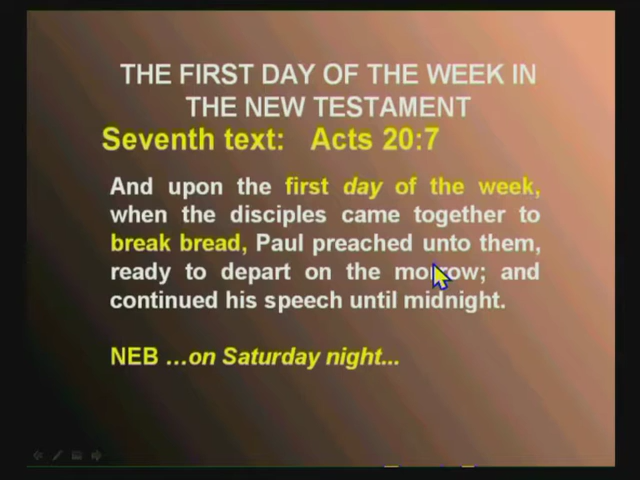 THE FIRST DAY OF THE WEEK IN
THE NEW TESTAMENT
Seventh text: Acts 20:7
And upon the first day of the week,
when the disciples came together to
break bread, Paul preached unto them,
ready to depart on the morrow; and
continued his speech until midnight.
NEB …on Saturday night...